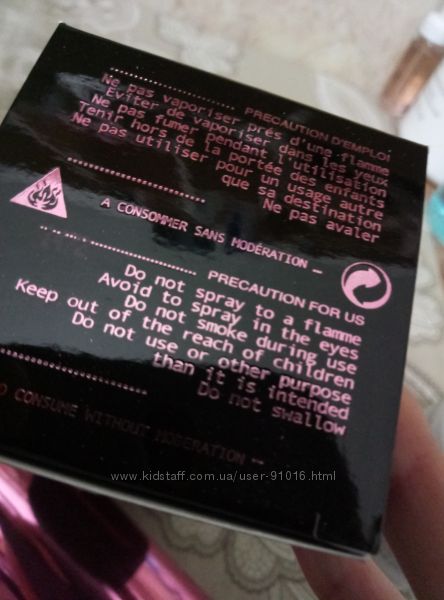 PRECAUTION D'EMPLOI
Ne pas vaporiser près d'une flamme
Éviter de vaporiser dans les yeux
Ne pas fumer pendant l'utilisation
Tenir hors de la portée des enfants
Ne pas utiliser pour un usage autre
que sa destination
Ne pas avaler
A CONSOMMER SANS MODÉRATION —
PRECAUTION FOR US
Do not spray to a flamme
Avoid to spray in the eyes
Do not smoke during use
Keep out of the reach of children
Do not use or other purpose
than it is intended
Do not swallow
O CONSUME WITHOUT MODERATION —
www.kidstaff.com.ua/user-91016.html